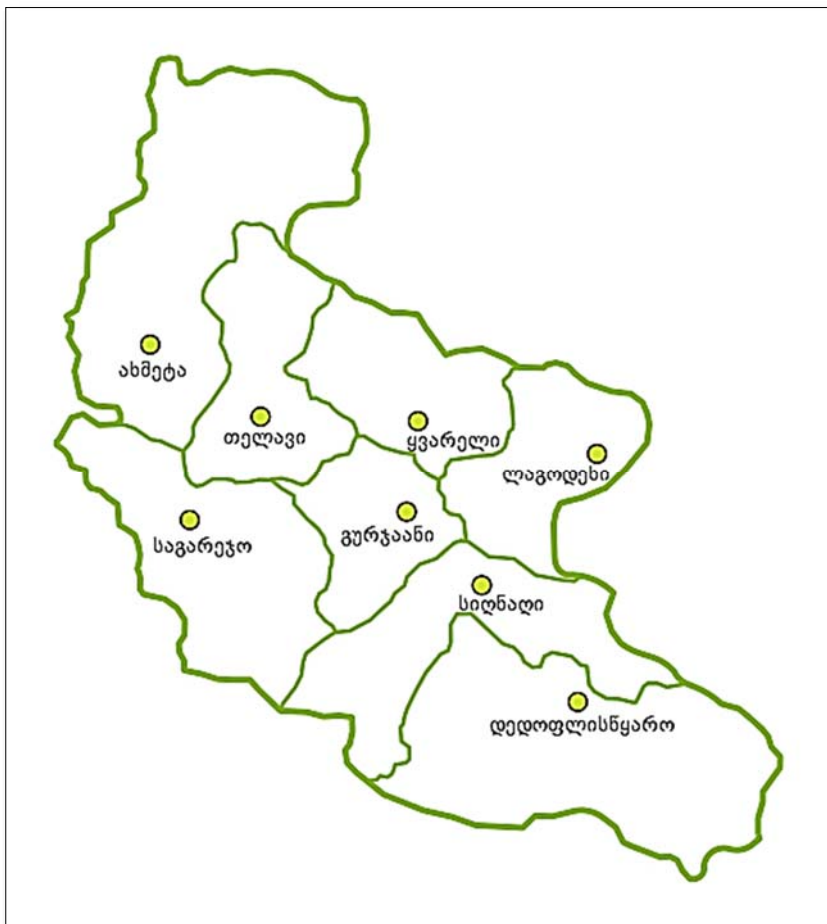 ახმეტა
თელავი
ყვარელი
ლაგოდეხი
საგარეჯო
გურჯაანი
სიღნაღი
დედოფლისწყარო